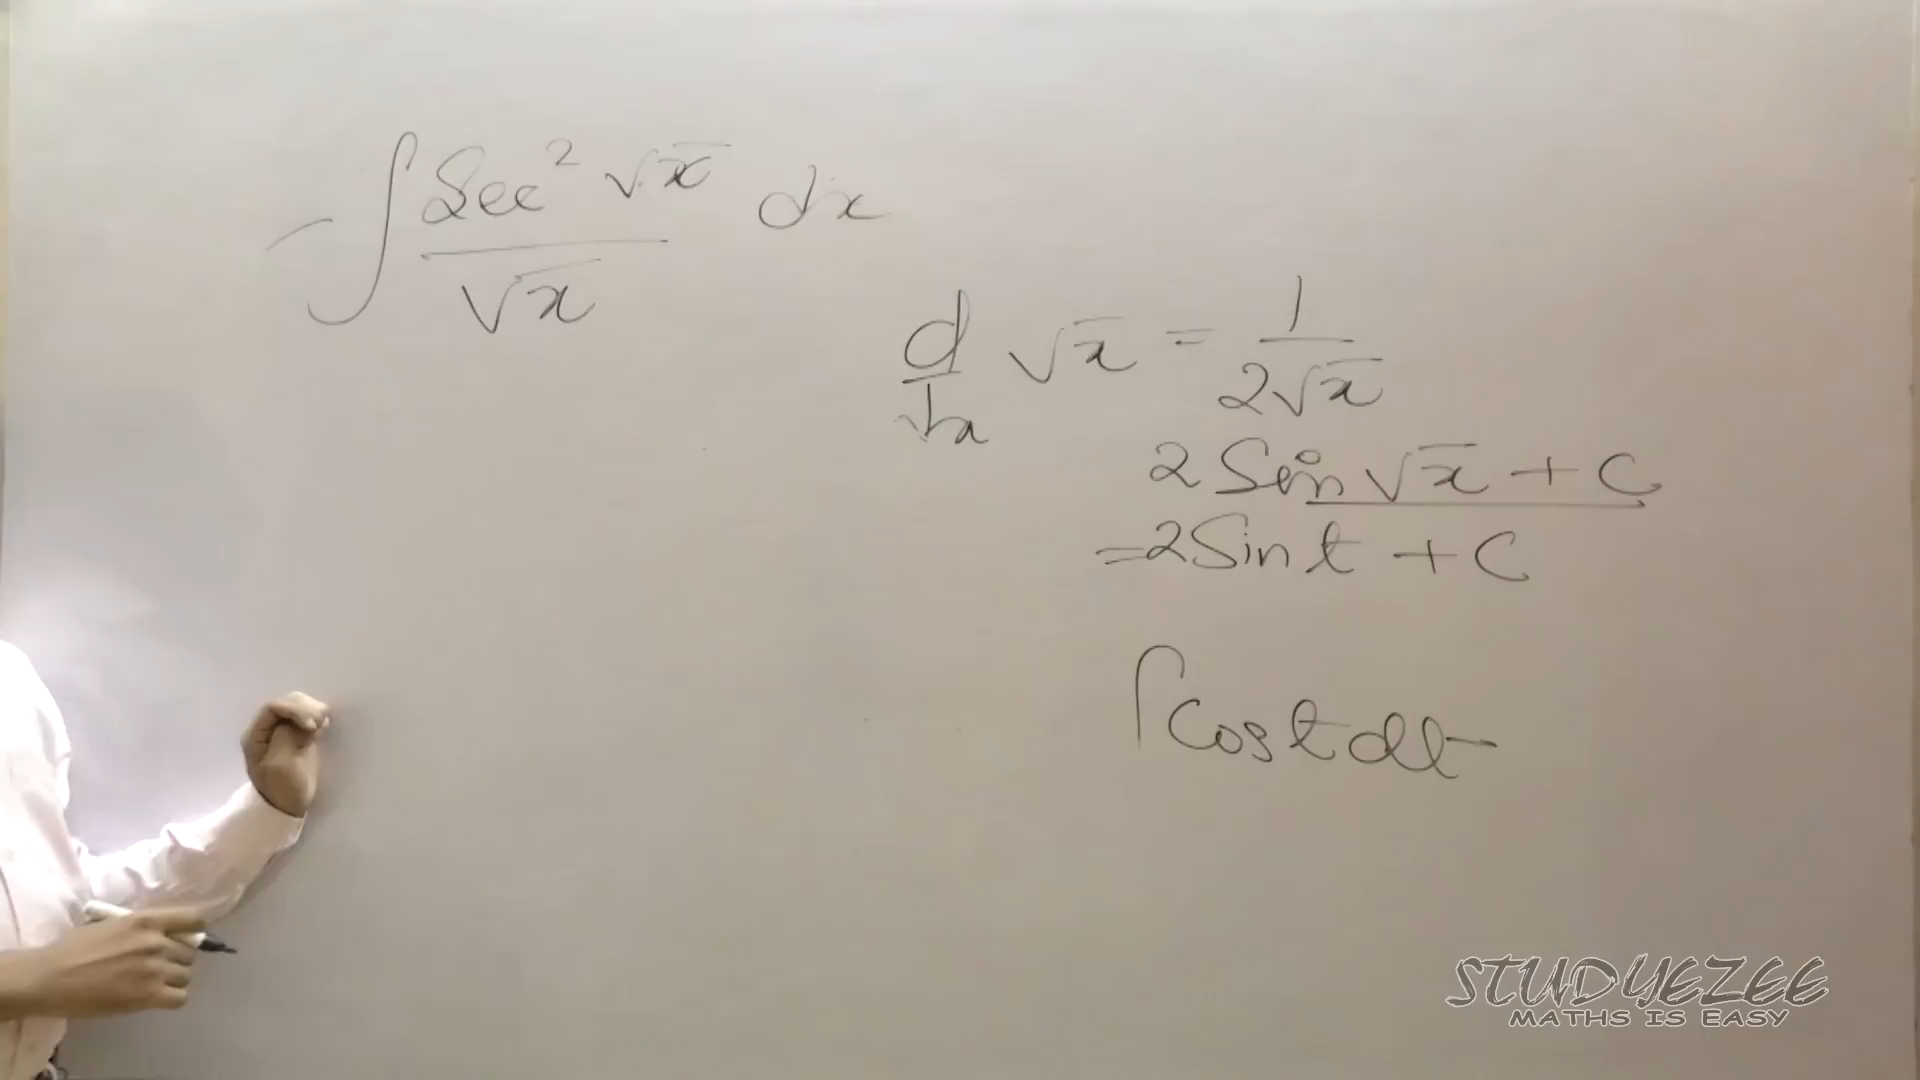 ∫ Sec² √x / √x dx
d/dx √x = 1 / 2√x
2 Sin √x + C
= 2 Sin t + C
∫ cos t dt
STUDYEZEE
MATHS IS EASY